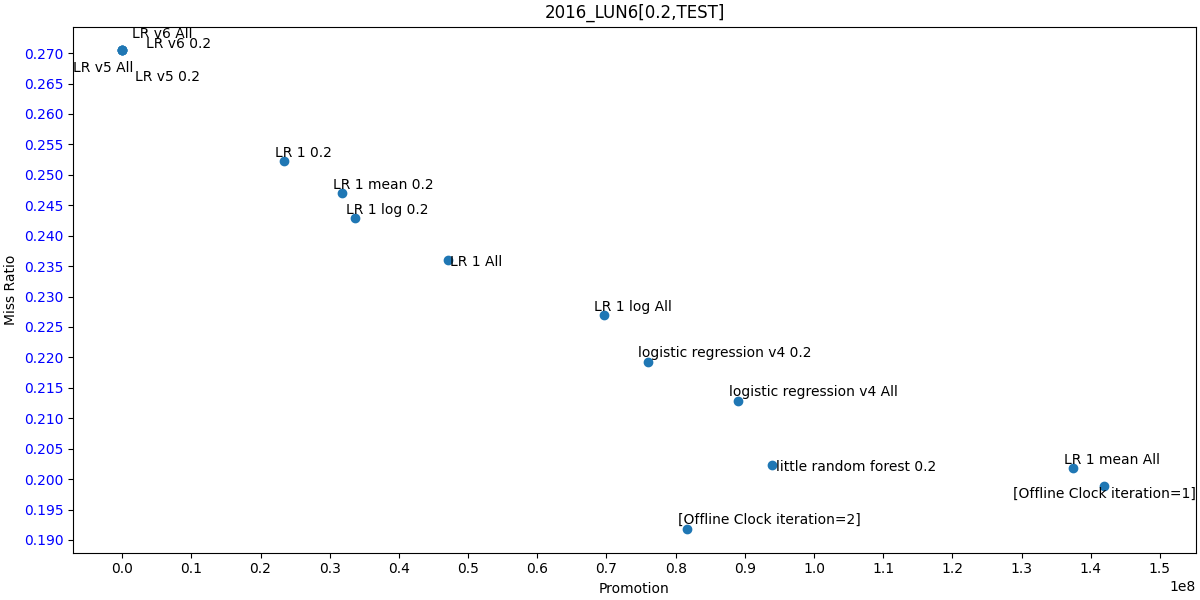 2016_LUN6[0.2,TEST]
LR v6 All
LR v6 0.2
LR v5 All
LR v5 0.2
LR 1 0.2
LR 1 mean 0.2
LR 1 log 0.2
LR 1 All
LR 1 log All
logistic regression v4 0.2
logistic regression v4 All
LR 1 mean All
little random forest 0.2
[Offline Clock iteration=1]
[Offline Clock iteration=2]
Miss Ratio
0.270
0.265
0.260
0.255
0.250
0.245
0.240
0.235
0.230
0.225
0.220
0.215
0.210
0.205
0.200
0.195
0.190
0.0 0.1 0.2 0.3 0.4 0.5 0.6 0.7 0.8 0.9 1.0 1.1 1.2 1.3 1.4 1.5
1e8
Promotion